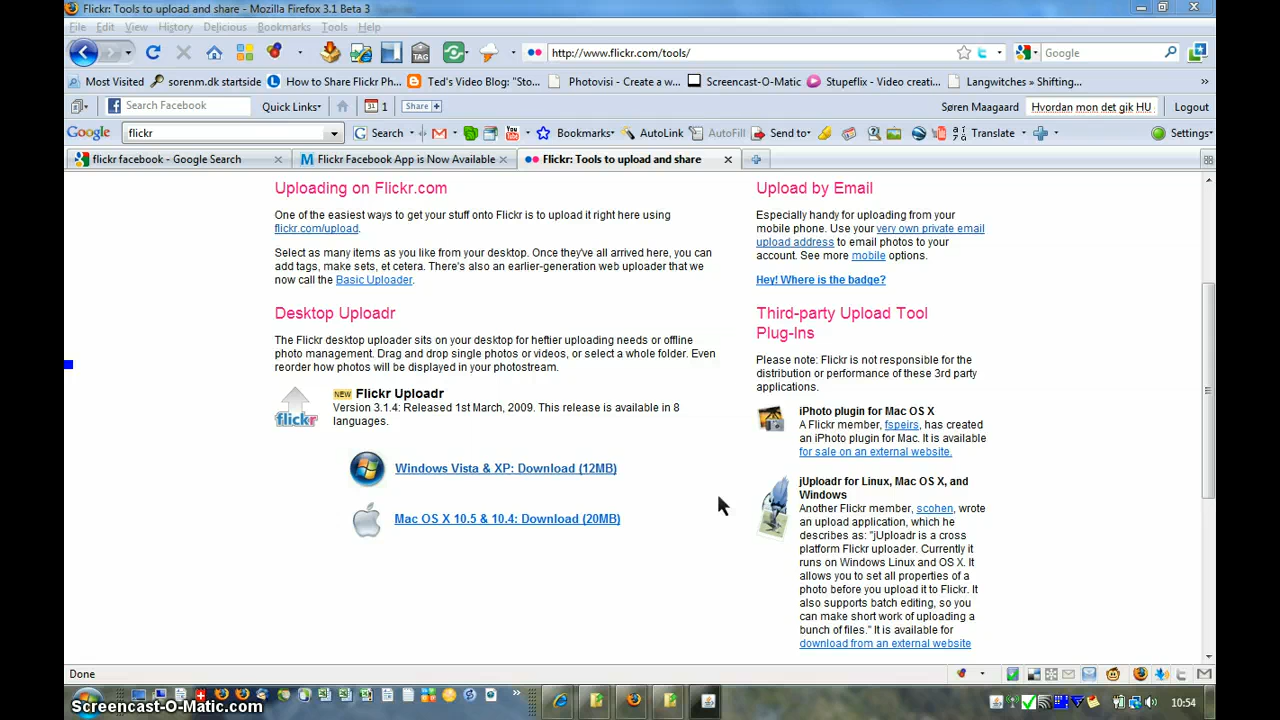 Flickr: Tools to upload and share - Mozilla Firefox 3.1 Beta 3
File Edit View History Delicious Bookmarks Tools Help
TAG http://www.flickr.com/tools/ Google
Most Visited sorenm.dk startside How to Share Flickr Ph... Ted's Video Blog: "Sto... Photovisi - Create a w... Screencast-O-Matic Stupeflix - Video creati... Langwitches » Shifting... »
Search Facebook Quick Links 31 1 Share + Søren Maagaard Hvordan mon det gik HU Logout
Google flickr Search Bookmarks AutoLink AutoFill Send to Translate Settings
flickr facebook - Google Search Flickr Facebook App is Now Available Flickr: Tools to upload and share
Uploading on Flickr.com
One of the easiest ways to get your stuff onto Flickr is to upload it right here using
flickr.com/upload.
Select as many items as you like from your desktop. Once they've all arrived here, you can
add tags, make sets, et cetera. There's also an earlier-generation web uploader that we
now call the Basic Uploader.
Desktop Uploadr
The Flickr desktop uploader sits on your desktop for heftier uploading needs or offline
photo management. Drag and drop single photos or videos, or select a whole folder. Even
reorder how photos will be displayed in your photostream.
flickr
NEW Flickr Uploadr
Version 3.1.4: Released 1st March, 2009. This release is available in 8
languages.
Windows Vista & XP: Download (12MB)
Mac OS X 10.5 & 10.4: Download (20MB)
Upload by Email
Especially handy for uploading from your
mobile phone. Use your very own private email
upload address to email photos to your
account. See more mobile options.
Hey! Where is the badge?
Third-party Upload Tool
Plug-Ins
Please note: Flickr is not responsible for the
distribution or performance of these 3rd party
applications.
iPhoto plugin for Mac OS X
A Flickr member, fspeirs, has created
an iPhoto plugin for Mac. It is available
for sale on an external website.
jUploadr for Linux, Mac OS X, and
Windows
Another Flickr member, scohen, wrote
an upload application, which he
describes as: "jUploadr is a cross
platform Flickr uploader. Currently it
runs on Windows Linux and OS X. It
allows you to set all properties of a
photo before you upload it to Flickr. It
also supports batch editing, so you
can make short work of uploading a
bunch of files." It is available for
download from an external website
Done
Screencast-O-Matic.com
» 10:54